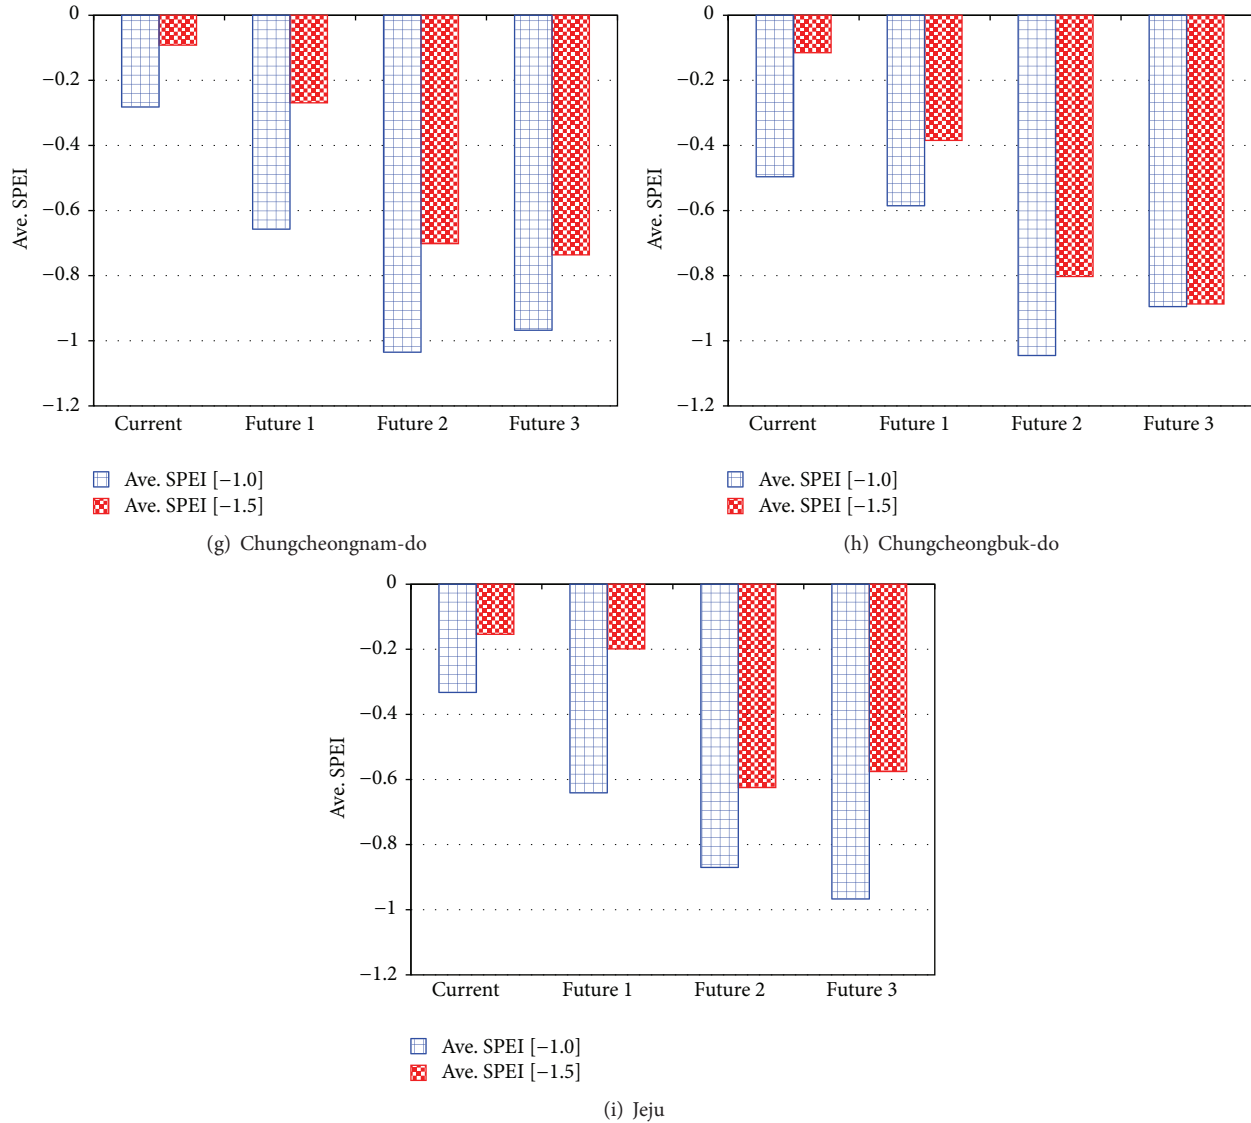 0
−0.2
−0.4
−0.6
−0.8
−1
−1.2
Ave. SPEI
Current Future 1 Future 2 Future 3
Ave. SPEI [−1.0]
Ave. SPEI [−1.5]
(g) Chungcheongnam-do
0
−0.2
−0.4
−0.6
−0.8
−1
−1.2
Ave. SPEI
Current Future 1 Future 2 Future 3
Ave. SPEI [−1.0]
Ave. SPEI [−1.5]
(h) Chungcheongbuk-do
0
−0.2
−0.4
−0.6
−0.8
−1
−1.2
Ave. SPEI
Current Future 1 Future 2 Future 3
Ave. SPEI [−1.0]
Ave. SPEI [−1.5]
(i) Jeju